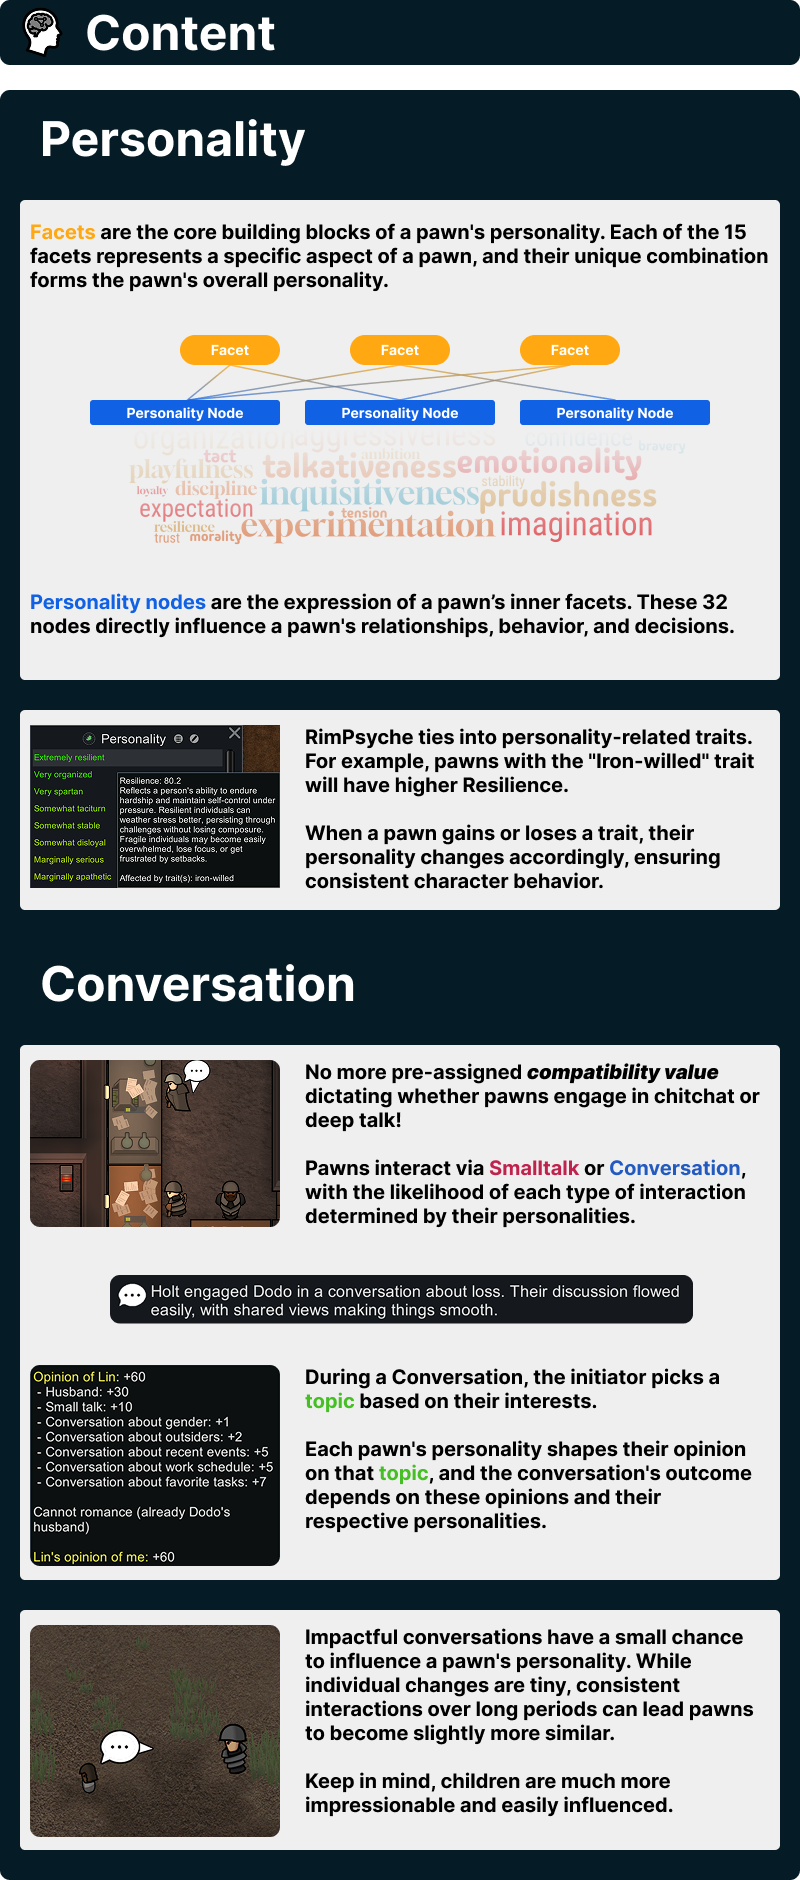 Content
Personality
Facets are the core building blocks of a pawn's personality. Each of the 15
facets represents a specific aspect of a pawn, and their unique combination
forms the pawn's overall personality.
Facet Facet Facet
Personality Node Personality Node Personality Node
organization aggressiveness confidence bravery
tact ambition
playfulness talkativeness emotionality
stability
loyalty discipline inquisitiveness prudishness
expectation tension
resilience experimentation imagination
trust morality
Personality nodes are the expression of a pawn’s inner facets. These 32
nodes directly influence a pawn's relationships, behavior, and decisions.
Personality
Extremely resilient
Very organized
Very spartan
Somewhat taciturn
Somewhat stable
Somewhat disloyal
Marginally serious
Marginally apathetic
Resilience: 80.2
Reflects a person's ability to endure
hardship and maintain self-control under
pressure. Resilient individuals can
weather stress better, persisting through
challenges without losing composure.
Fragile individuals may become easily
overwhelmed, lose focus, or get
frustrated by setbacks.
Affected by trait(s): iron-willed
RimPsyche ties into personality-related traits.
For example, pawns with the "Iron-willed" trait
will have higher Resilience.
When a pawn gains or loses a trait, their
personality changes accordingly, ensuring
consistent character behavior.
Conversation
No more pre-assigned compatibility value
dictating whether pawns engage in chitchat or
deep talk!
Pawns interact via Smalltalk or Conversation,
with the likelihood of each type of interaction
determined by their personalities.
Holt engaged Dodo in a conversation about loss. Their discussion flowed
easily, with shared views making things smooth.
Opinion of Lin: +60
- Husband: +30
- Small talk: +10
- Conversation about gender: +1
- Conversation about outsiders: +2
- Conversation about recent events: +5
- Conversation about work schedule: +5
- Conversation about favorite tasks: +7
Cannot romance (already Dodo's
husband)
Lin's opinion of me: +60
During a Conversation, the initiator picks a
topic based on their interests.
Each pawn's personality shapes their opinion
on that topic, and the conversation's outcome
depends on these opinions and their
respective personalities.
Impactful conversations have a small chance
to influence a pawn's personality. While
individual changes are tiny, consistent
interactions over long periods can lead pawns
to become slightly more similar.
Keep in mind, children are much more
impressionable and easily influenced.